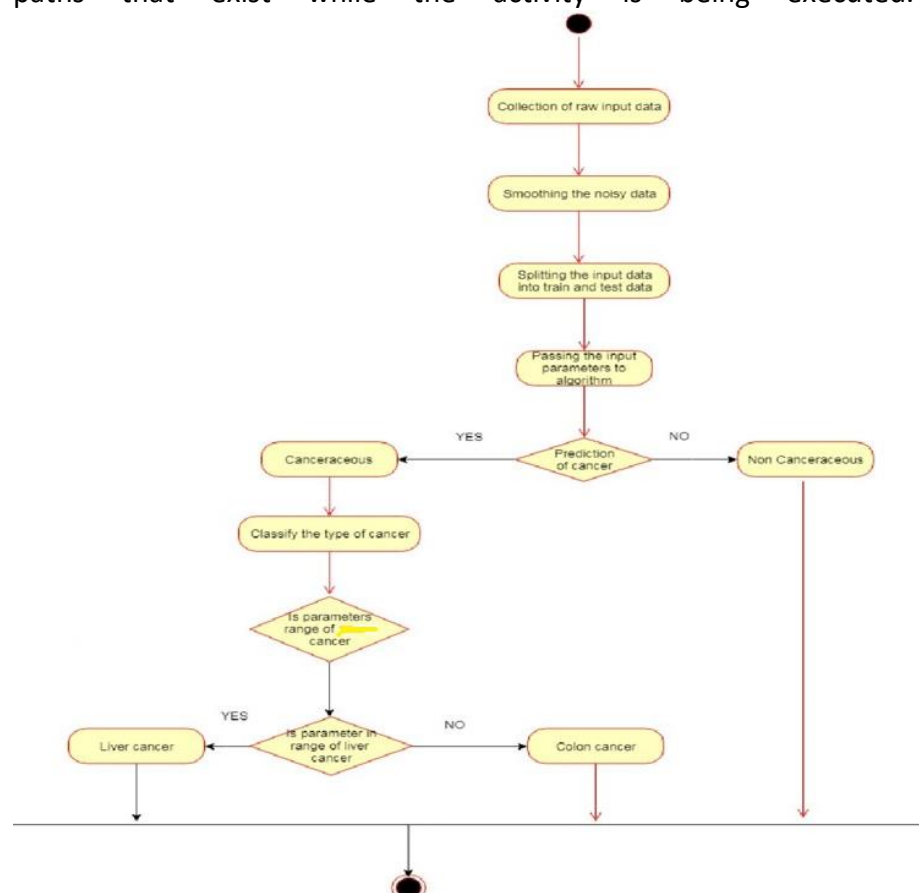 paths that exist while the activity is being executed.
Collection of raw input data
Smoothing the noisy data
Splitting the input data
into train and test data
Passing the input
parameters to
algorithm
YES
NO
Canceraceous
Prediction
of cancer
Non Canceraceous
Classify the type of cancer
Is parameters
range of
cancer
YES
NO
Liver cancer
Is parameter in
range of liver
cancer
Colon cancer